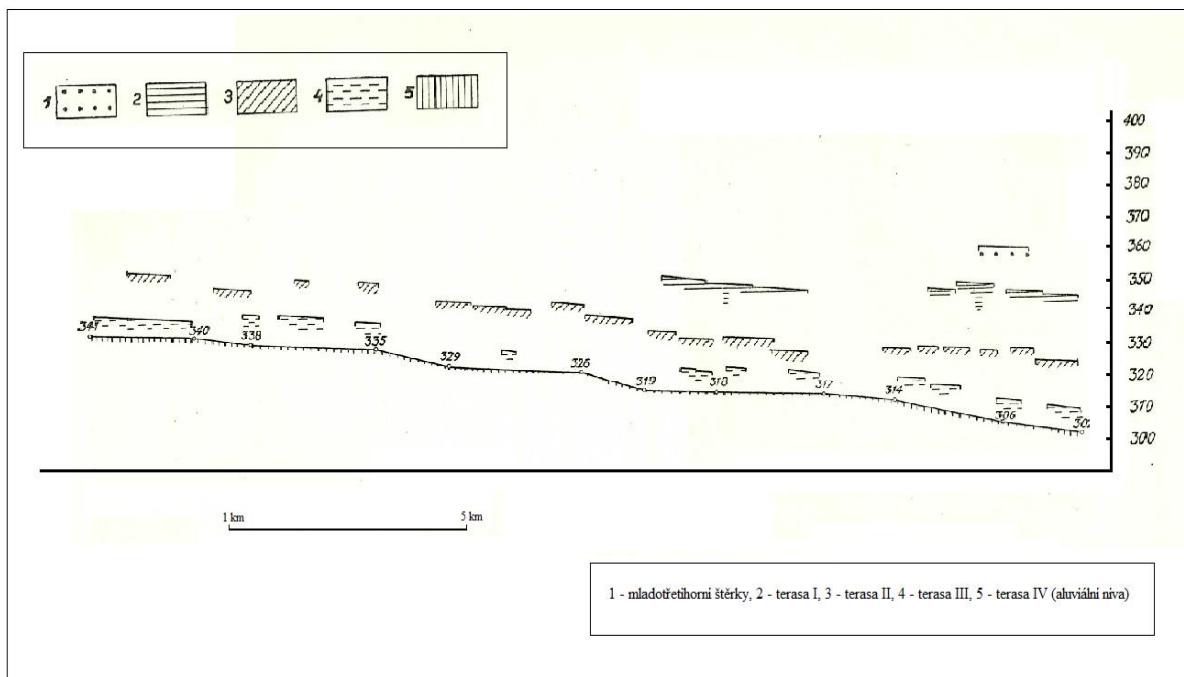 1 2 3 4 5
400
390
380
370
360
350
340
330
320
310
300
341 340 338 335 329 326 319 318 317 314 306 302
1 km 5 km
1 - mladotřetihorní štěrky, 2 - terasa I, 3 - terasa II, 4 - terasa III, 5 - terasa IV (aluviální niva)